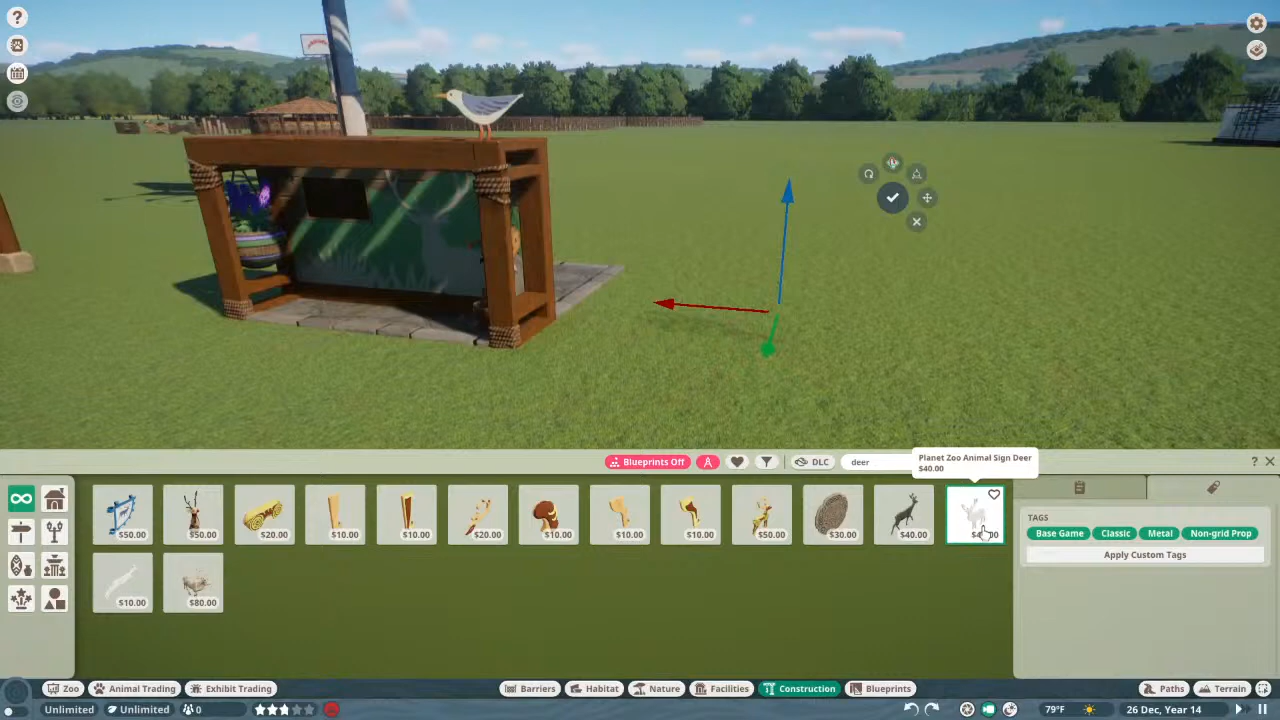 Blueprints Off
DLC
deer
Planet Zoo Animal Sign Deer
$40.00
?
$50.00
$50.00
$20.00
$10.00
$10.00
$20.00
$10.00
$10.00
$10.00
$50.00
$30.00
$40.00
$10.00
$80.00
TAGS
Base Game
Classic
Metal
Non-grid Prop
Apply Custom Tags
Zoo
Animal Trading
Exhibit Trading
Barriers
Habitat
Nature
Facilities
Construction
Blueprints
Paths
Terrain
Unlimited
Unlimited
0
79°F
26 Dec, Year 14